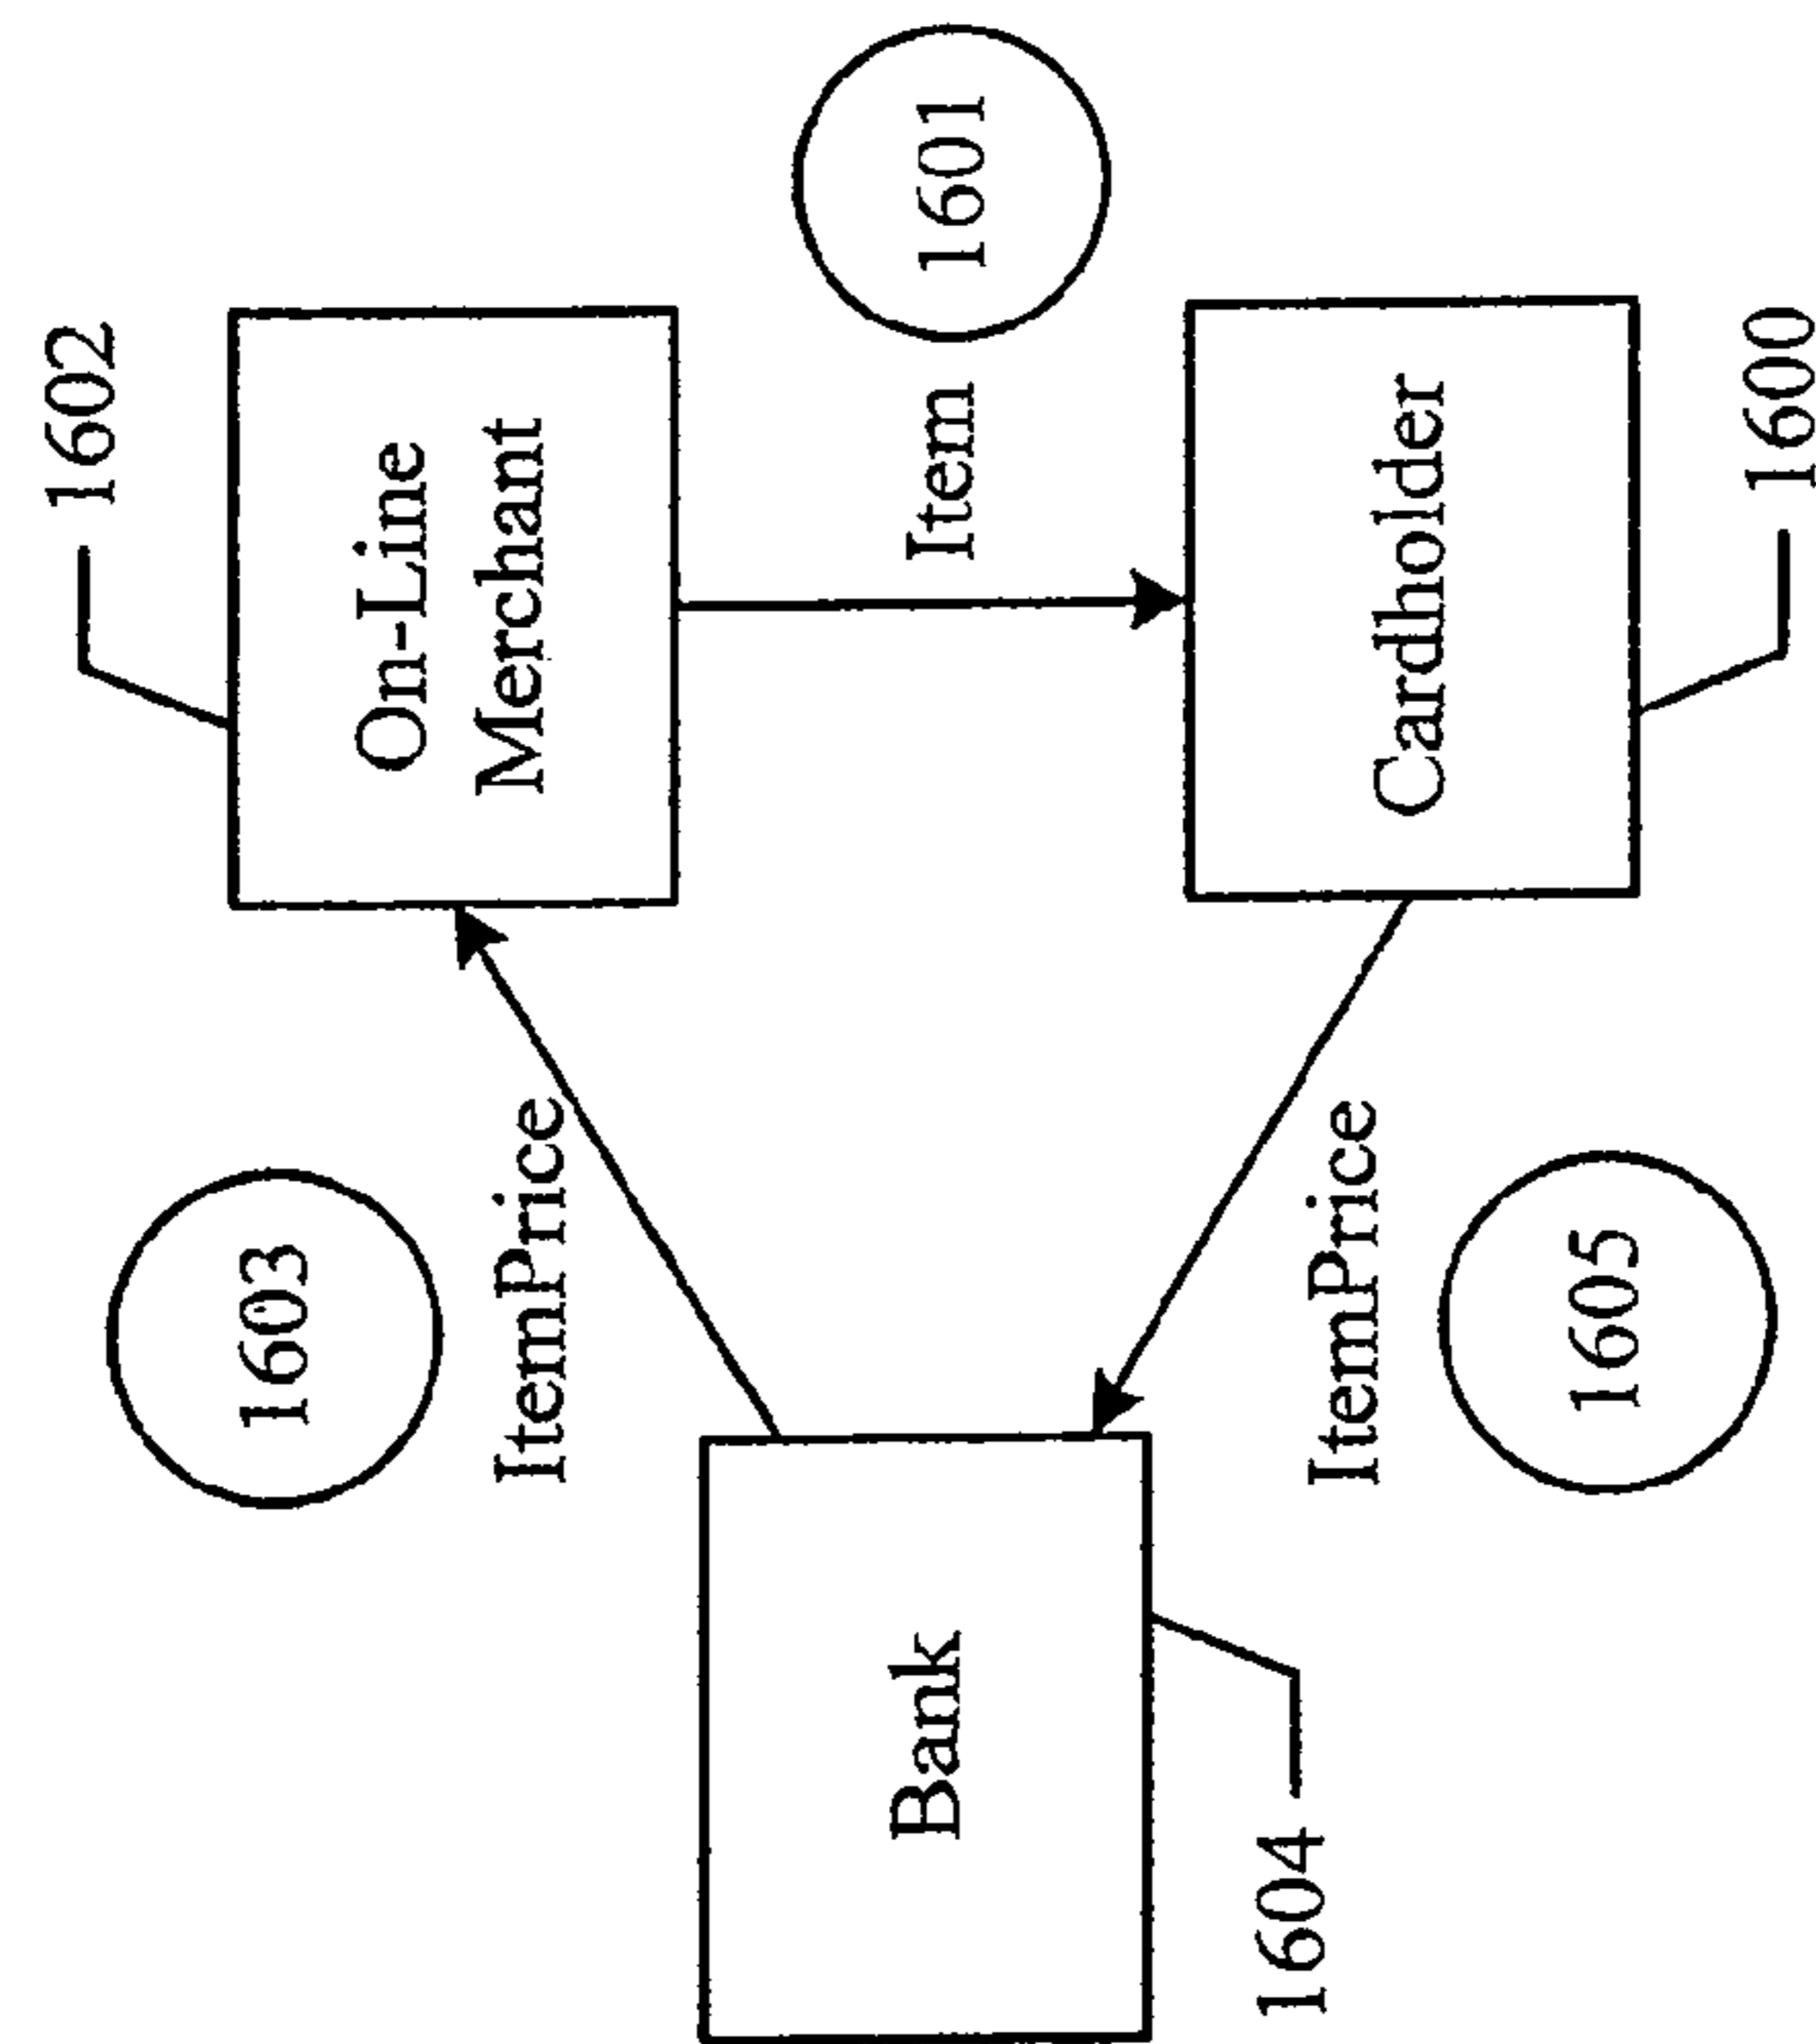 1602
On-Line
Merchant
1603
ItemPrice
Item
1601
Bank
1604
ItemPrice
1605
Cardholder
1600